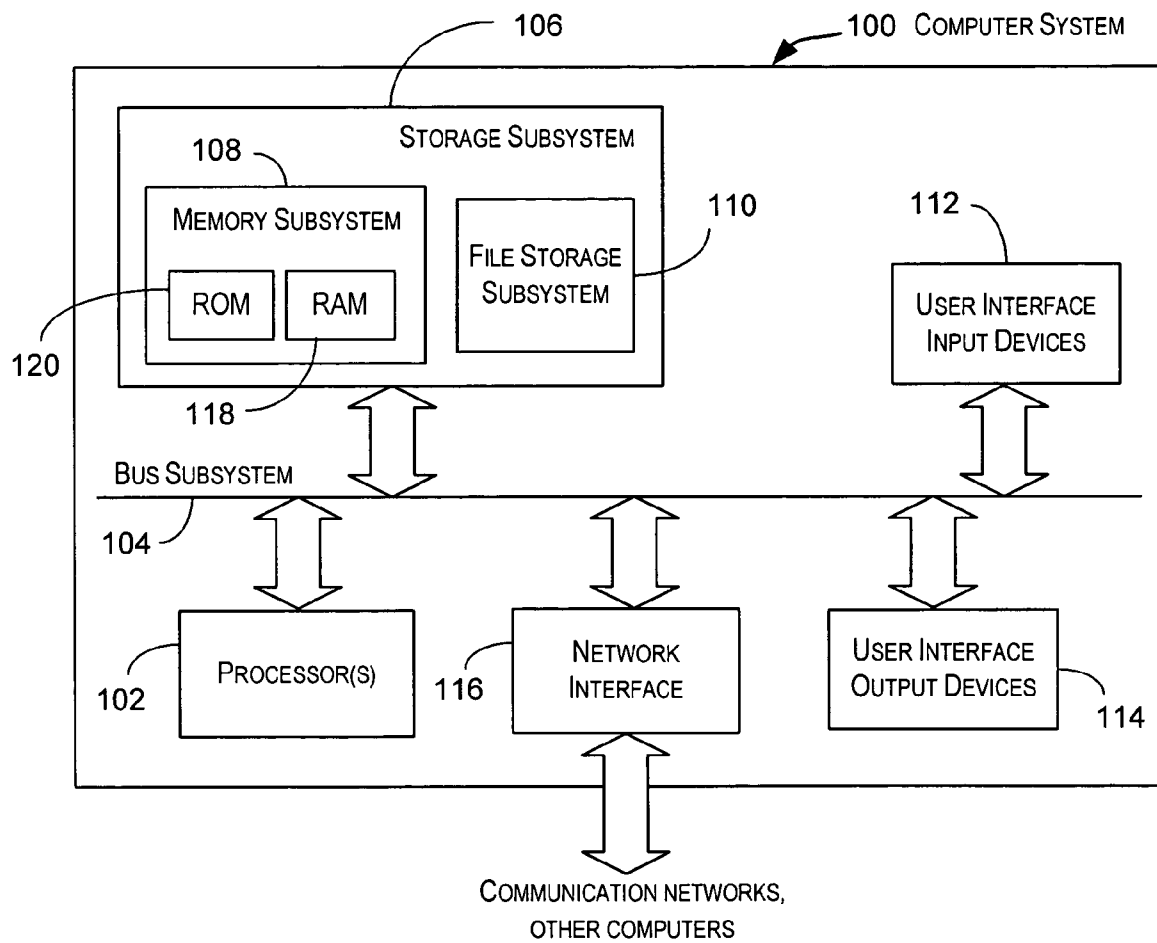 100 COMPUTER SYSTEM
106
STORAGE SUBSYSTEM
108
MEMORY SUBSYSTEM
ROM
RAM
120
118
FILE STORAGE
SUBSYSTEM
110
112
USER INTERFACE
INPUT DEVICES
BUS SUBSYSTEM
104
PROCESSOR(S)
102
NETWORK
INTERFACE
116
USER INTERFACE
OUTPUT DEVICES
114
COMMUNICATION NETWORKS,
OTHER COMPUTERS